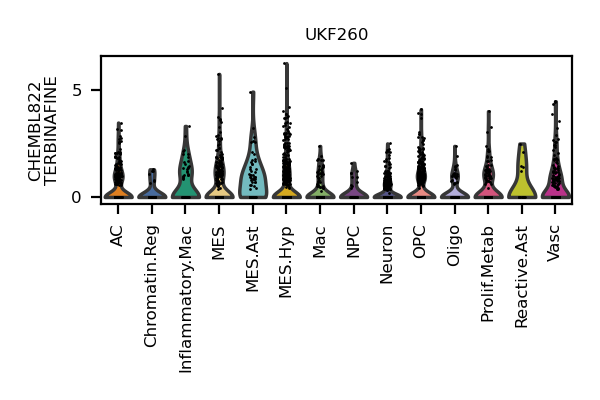 UKF260
CHEMBL822
TERBINAFINE
5
0
AC
Chromatin.Reg
Inflammatory.Mac
MES
MES.Ast
MES.Hyp
Mac
NPC
Neuron
OPC
Oligo
Prolif.Metab
Reactive.Ast
Vasc